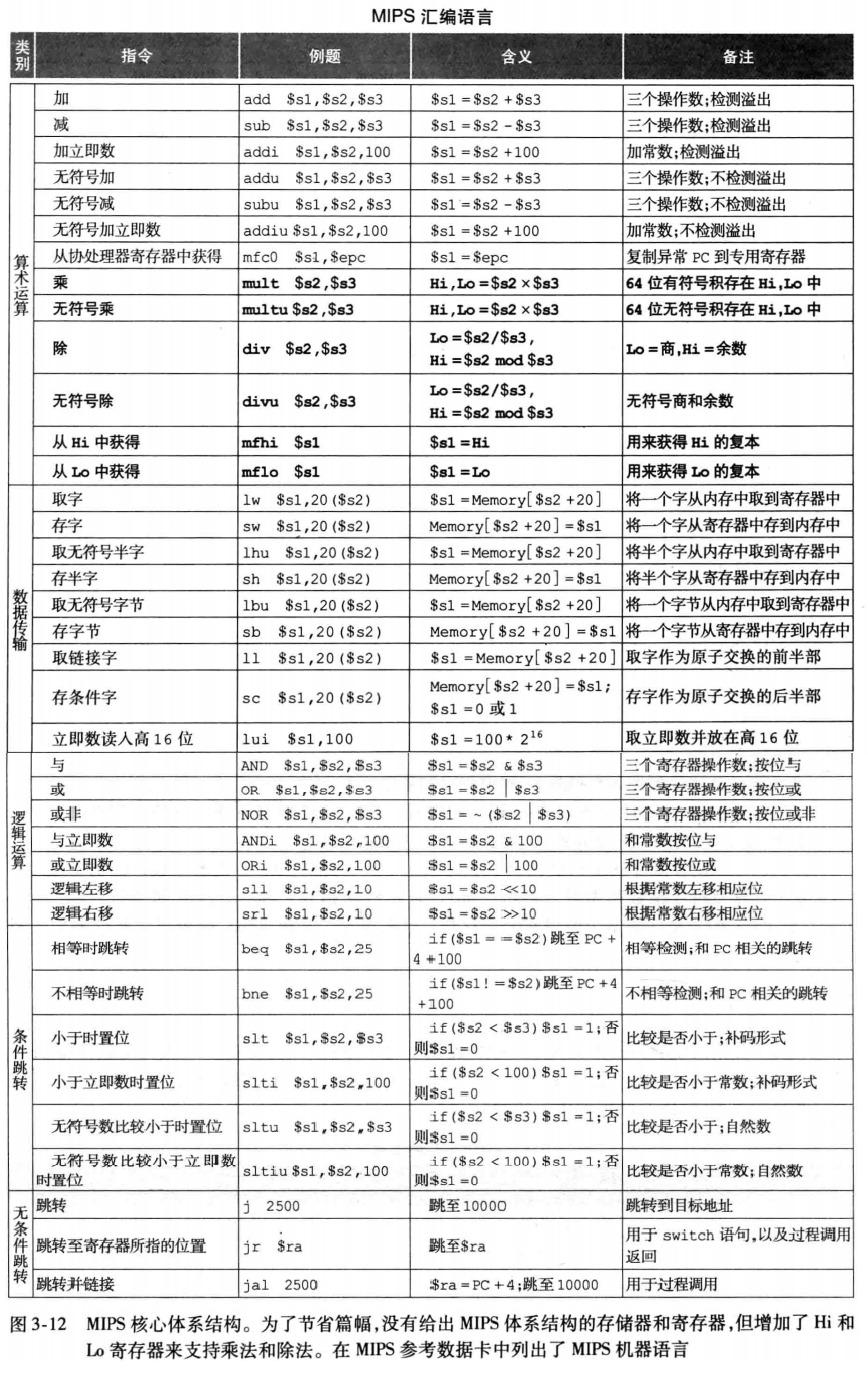 MIPS 汇编语言
类别 指令 例题 含义 备注
算术运算
加 add $s1,$s2,$s3 $s1=$s2+$s3 三个操作数;检测溢出
减 sub $s1,$s2,$s3 $s1=$s2-$s3 三个操作数;检测溢出
加立即数 addi $s1,$s2,100 $s1=$s2+100 加常数;检测溢出
无符号加 addu $s1,$s2,$s3 $s1=$s2+$s3 三个操作数;不检测溢出
无符号减 subu $s1,$s2,$s3 $s1=$s2-$s3 三个操作数;不检测溢出
无符号加立即数 addiu $s1,$s2,100 $s1=$s2+100 加常数;不检测溢出
从协处理器寄存器中获得 mfc0 $s1,$epc $s1=$epc 复制异常 PC 到专用寄存器
乘 mult $s2,$s3 Hi,Lo=$s2×$s3 64 位有符号积存在 Hi,Lo 中
无符号乘 multu $s2,$s3 Hi,Lo=$s2×$s3 64 位无符号积存在 Hi,Lo 中
除 div $s2,$s3 Lo=$s2/$s3,
Hi=$s2 mod $s3 Lo=商,Hi=余数
无符号除 divu $s2,$s3 Lo=$s2/$s3,
Hi=$s2 mod $s3 无符号商和余数
从 Hi 中获得 mfhi $s1 $s1=Hi 用来获得 Hi 的复本
从 Lo 中获得 mflo $s1 $s1=Lo 用来获得 Lo 的复本
数据传输
取字 lw $s1,20($s2) $s1=Memory[$s2+20] 将一个字从内存中取到寄存器中
存字 sw $s1,20($s2) Memory[$s2+20]=$s1 将一个字从寄存器中存到内存中
取无符号半字 lhu $s1,20($s2) $s1=Memory[$s2+20] 将半个字从内存中取到寄存器中
存半字 sh $s1,20($s2) Memory[$s2+20]=$s1 将半个字从寄存器中存到内存中
取无符号字节 lbu $s1,20($s2) $s1=Memory[$s2+20] 将一个字节从内存中取到寄存器中
存字节 sb $s1,20($s2) Memory[$s2+20]=$s1 将一个字节从寄存器中存到内存中
取链接字 ll $s1,20($s2) $s1=Memory[$s2+20] 取字作为原子交换的前半部
存条件字 sc $s1,20($s2) Memory[$s2+20]=$s1;
$s1=0 或 1 存字作为原子交换的后半部
立即数读入高 16 位 lui $s1,100 $s1=100*2¹⁶ 取立即数并放在高 16 位
逻辑运算
与 AND $s1,$s2,$s3 $s1=$s2 & $s3 三个寄存器操作数;按位与
或 OR $s1,$s2,$s3 $s1=$s2 | $s3 三个寄存器操作数;按位或
或非 NOR $s1,$s2,$s3 $s1=~($s2 | $s3) 三个寄存器操作数;按位或非
与立即数 ANDi $s1,$s2,100 $s1=$s2 & 100 和常数按位与
或立即数 ORi $s1,$s2,100 $s1=$s2 | 100 和常数按位或
逻辑左移 sll $s1,$s2,10 $s1=$s2<<10 根据常数左移相应位
逻辑右移 srl $s1,$s2,10 $s1=$s2>>10 根据常数右移相应位
条件跳转
相等时跳转 beq $s1,$s2,25 if($s1==$s2)跳至 PC+
4+100 相等检测;和 PC 相关的跳转
不相等时跳转 bne $s1,$s2,25 if($s1!=$s2)跳至 PC+4
+100 不相等检测;和 PC 相关的跳转
小于时置位 slt $s1,$s2,$s3 if($s2<$s3)$s1=1;否
则$s1=0 比较是否小于;补码形式
小于立即数时置位 slti $s1,$s2,100 if($s2<100)$s1=1;否
则$s1=0 比较是否小于常数;补码形式
无符号数比较小于时置位 sltu $s1,$s2,$s3 if($s2<$s3)$s1=1;否
则$s1=0 比较是否小于;自然数
无符号数比较小于立即数
时置位 sltiu $s1,$s2,100 if($s2<100)$s1=1;否
则$s1=0 比较是否小于常数;自然数
无条件跳转
跳转 j 2500 跳至10000 跳转到目标地址
跳转至寄存器所指的位置 jr $ra 跳至$ra 用于 switch 语句,以及过程调用
返回
跳转并链接 jal 2500 $ra=PC+4;跳至10000 用于过程调用
图 3-12 MIPS 核心体系结构。为了节省篇幅,没有给出 MIPS 体系结构的存储器和寄存器,但增加了 Hi 和
Lo 寄存器来支持乘法和除法。在 MIPS 参考数据卡中列出了 MIPS 机器语言